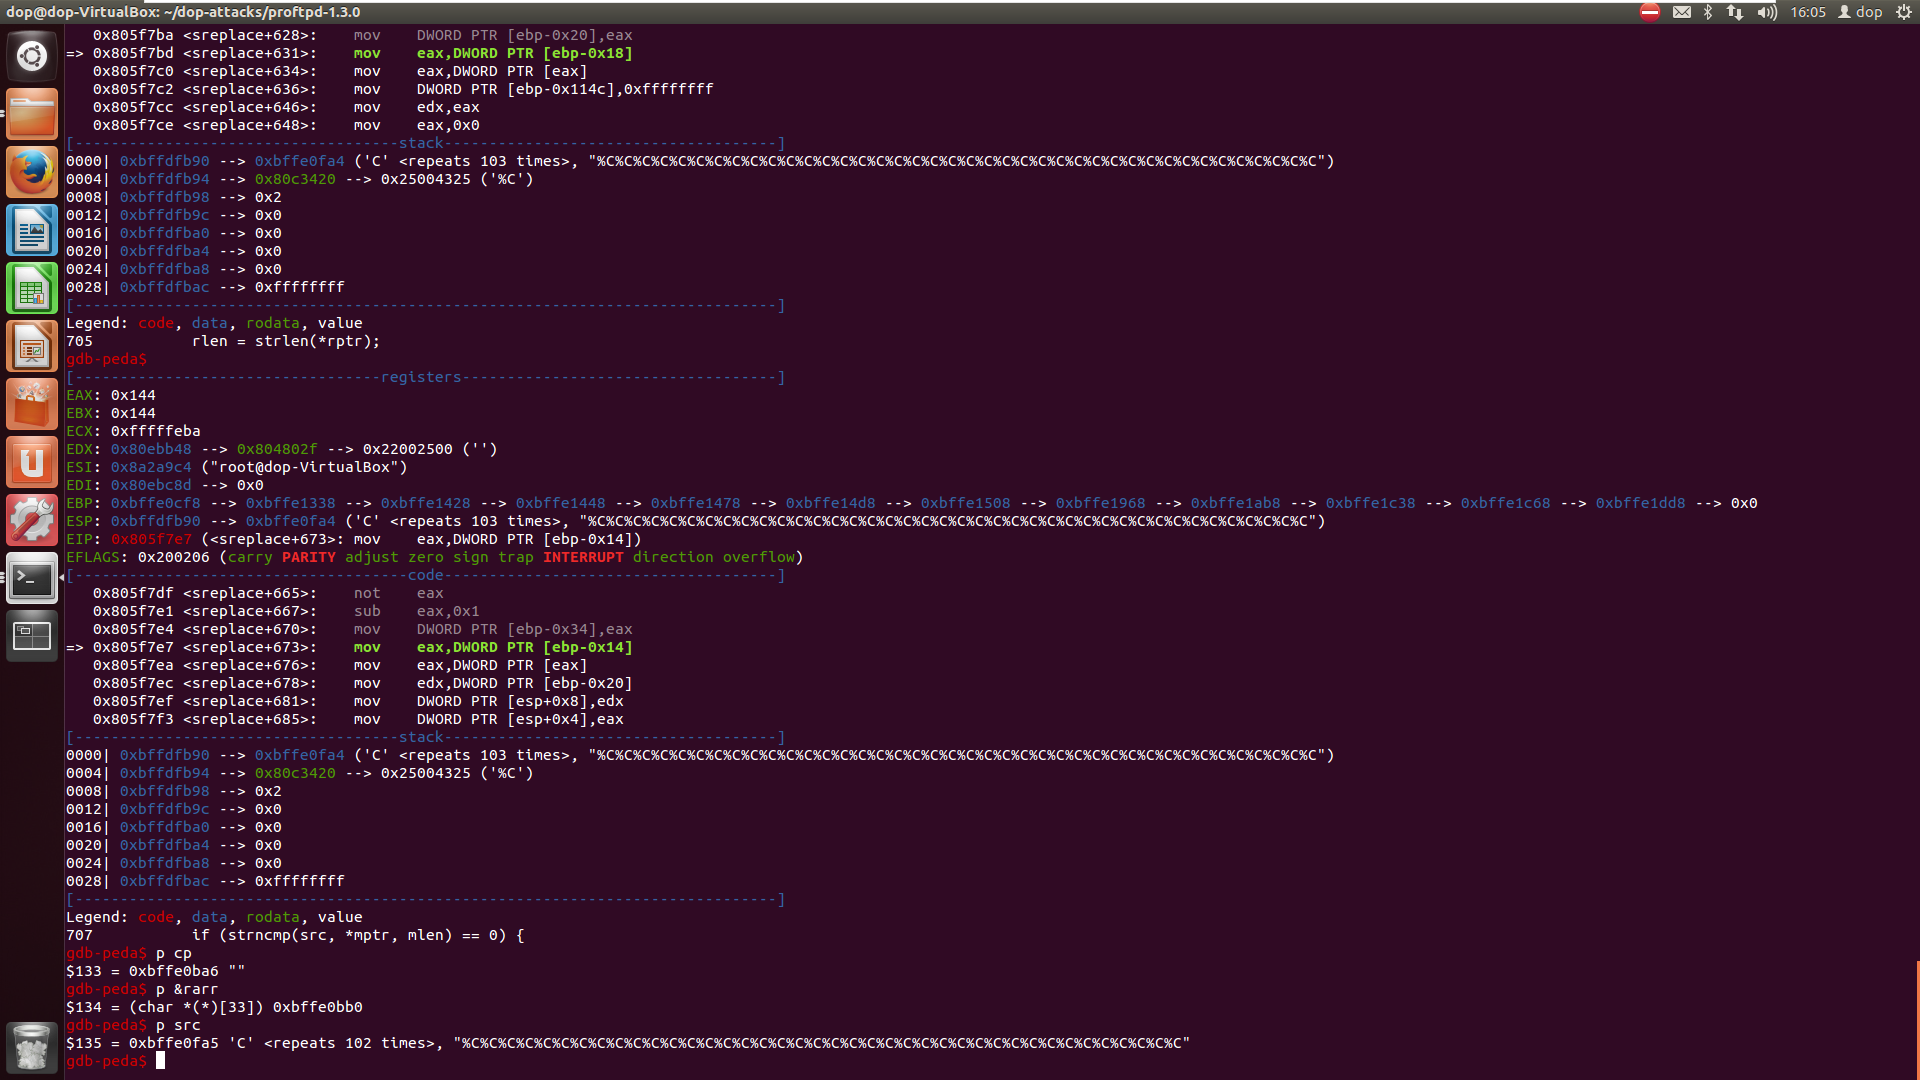 dop@dop-VirtualBox: ~/dop-attacks/proftpd-1.3.0
16:05
dop
0x805f7ba <sreplace+628>: mov DWORD PTR [ebp-0x20],eax
=> 0x805f7bd <sreplace+631>: mov eax,DWORD PTR [ebp-0x18]
0x805f7c0 <sreplace+634>: mov eax,DWORD PTR [eax]
0x805f7c2 <sreplace+636>: mov DWORD PTR [ebp-0x114c],0xffffffff
0x805f7cc <sreplace+646>: mov edx,eax
0x805f7ce <sreplace+648>: mov eax,0x0
[------------------------------------stack-------------------------------------]
0000| 0xbffdfb90 --> 0xbffe0fa4 ('C' <repeats 103 times>, "%C%C%C%C%C%C%C%C%C%C%C%C%C%C%C%C%C%C%C%C%C%C%C%C%C%C%C%C%C%C%C%C%C%C%C%C%C%C%C%C")
0004| 0xbffdfb94 --> 0x80c3420 --> 0x25004325 ('%C')
0008| 0xbffdfb98 --> 0x2
0012| 0xbffdfb9c --> 0x0
0016| 0xbffdfba0 --> 0x0
0020| 0xbffdfba4 --> 0x0
0024| 0xbffdfba8 --> 0x0
0028| 0xbffdfbac --> 0xffffffff
[------------------------------------------------------------------------------]
Legend: code, data, rodata, value
705 rlen = strlen(*rptr);
gdb-peda$
[----------------------------------registers-----------------------------------]
EAX: 0x144
EBX: 0x144
ECX: 0xfffffeba
EDX: 0x80ebb48 --> 0x804802f --> 0x22002500 ('')
ESI: 0x8a2a9c4 ("root@dop-VirtualBox")
EDI: 0x80ebc8d --> 0x0
EBP: 0xbffe0cf8 --> 0xbffe1338 --> 0xbffe1428 --> 0xbffe1448 --> 0xbffe1478 --> 0xbffe14d8 --> 0xbffe1508 --> 0xbffe1968 --> 0xbffe1ab8 --> 0xbffe1c38 --> 0xbffe1c68 --> 0xbffe1dd8 --> 0x0
ESP: 0xbffdfb90 --> 0xbffe0fa4 ('C' <repeats 103 times>, "%C%C%C%C%C%C%C%C%C%C%C%C%C%C%C%C%C%C%C%C%C%C%C%C%C%C%C%C%C%C%C%C%C%C%C%C%C%C%C%C")
EIP: 0x805f7e7 (<sreplace+673>: mov eax,DWORD PTR [ebp-0x14])
EFLAGS: 0x200206 (carry PARITY adjust zero sign trap INTERRUPT direction overflow)
[-------------------------------------code-------------------------------------]
0x805f7df <sreplace+665>: not eax
0x805f7e1 <sreplace+667>: sub eax,0x1
0x805f7e4 <sreplace+670>: mov DWORD PTR [ebp-0x34],eax
=> 0x805f7e7 <sreplace+673>: mov eax,DWORD PTR [ebp-0x14]
0x805f7ea <sreplace+676>: mov eax,DWORD PTR [eax]
0x805f7ec <sreplace+678>: mov edx,DWORD PTR [ebp-0x20]
0x805f7ef <sreplace+681>: mov DWORD PTR [esp+0x8],edx
0x805f7f3 <sreplace+685>: mov DWORD PTR [esp+0x4],eax
[------------------------------------stack-------------------------------------]
0000| 0xbffdfb90 --> 0xbffe0fa4 ('C' <repeats 103 times>, "%C%C%C%C%C%C%C%C%C%C%C%C%C%C%C%C%C%C%C%C%C%C%C%C%C%C%C%C%C%C%C%C%C%C%C%C%C%C%C%C")
0004| 0xbffdfb94 --> 0x80c3420 --> 0x25004325 ('%C')
0008| 0xbffdfb98 --> 0x2
0012| 0xbffdfb9c --> 0x0
0016| 0xbffdfba0 --> 0x0
0020| 0xbffdfba4 --> 0x0
0024| 0xbffdfba8 --> 0x0
0028| 0xbffdfbac --> 0xffffffff
[------------------------------------------------------------------------------]
Legend: code, data, rodata, value
707 if (strncmp(src, *mptr, mlen) == 0) {
gdb-peda$ p cp
$133 = 0xbffe0ba6 ""
gdb-peda$ p &rarr
$134 = (char *(*)[33]) 0xbffe0bb0
gdb-peda$ p src
$135 = 0xbffe0fa5 'C' <repeats 102 times>, "%C%C%C%C%C%C%C%C%C%C%C%C%C%C%C%C%C%C%C%C%C%C%C%C%C%C%C%C%C%C%C%C%C%C%C%C%C%C%C%C"
gdb-peda$